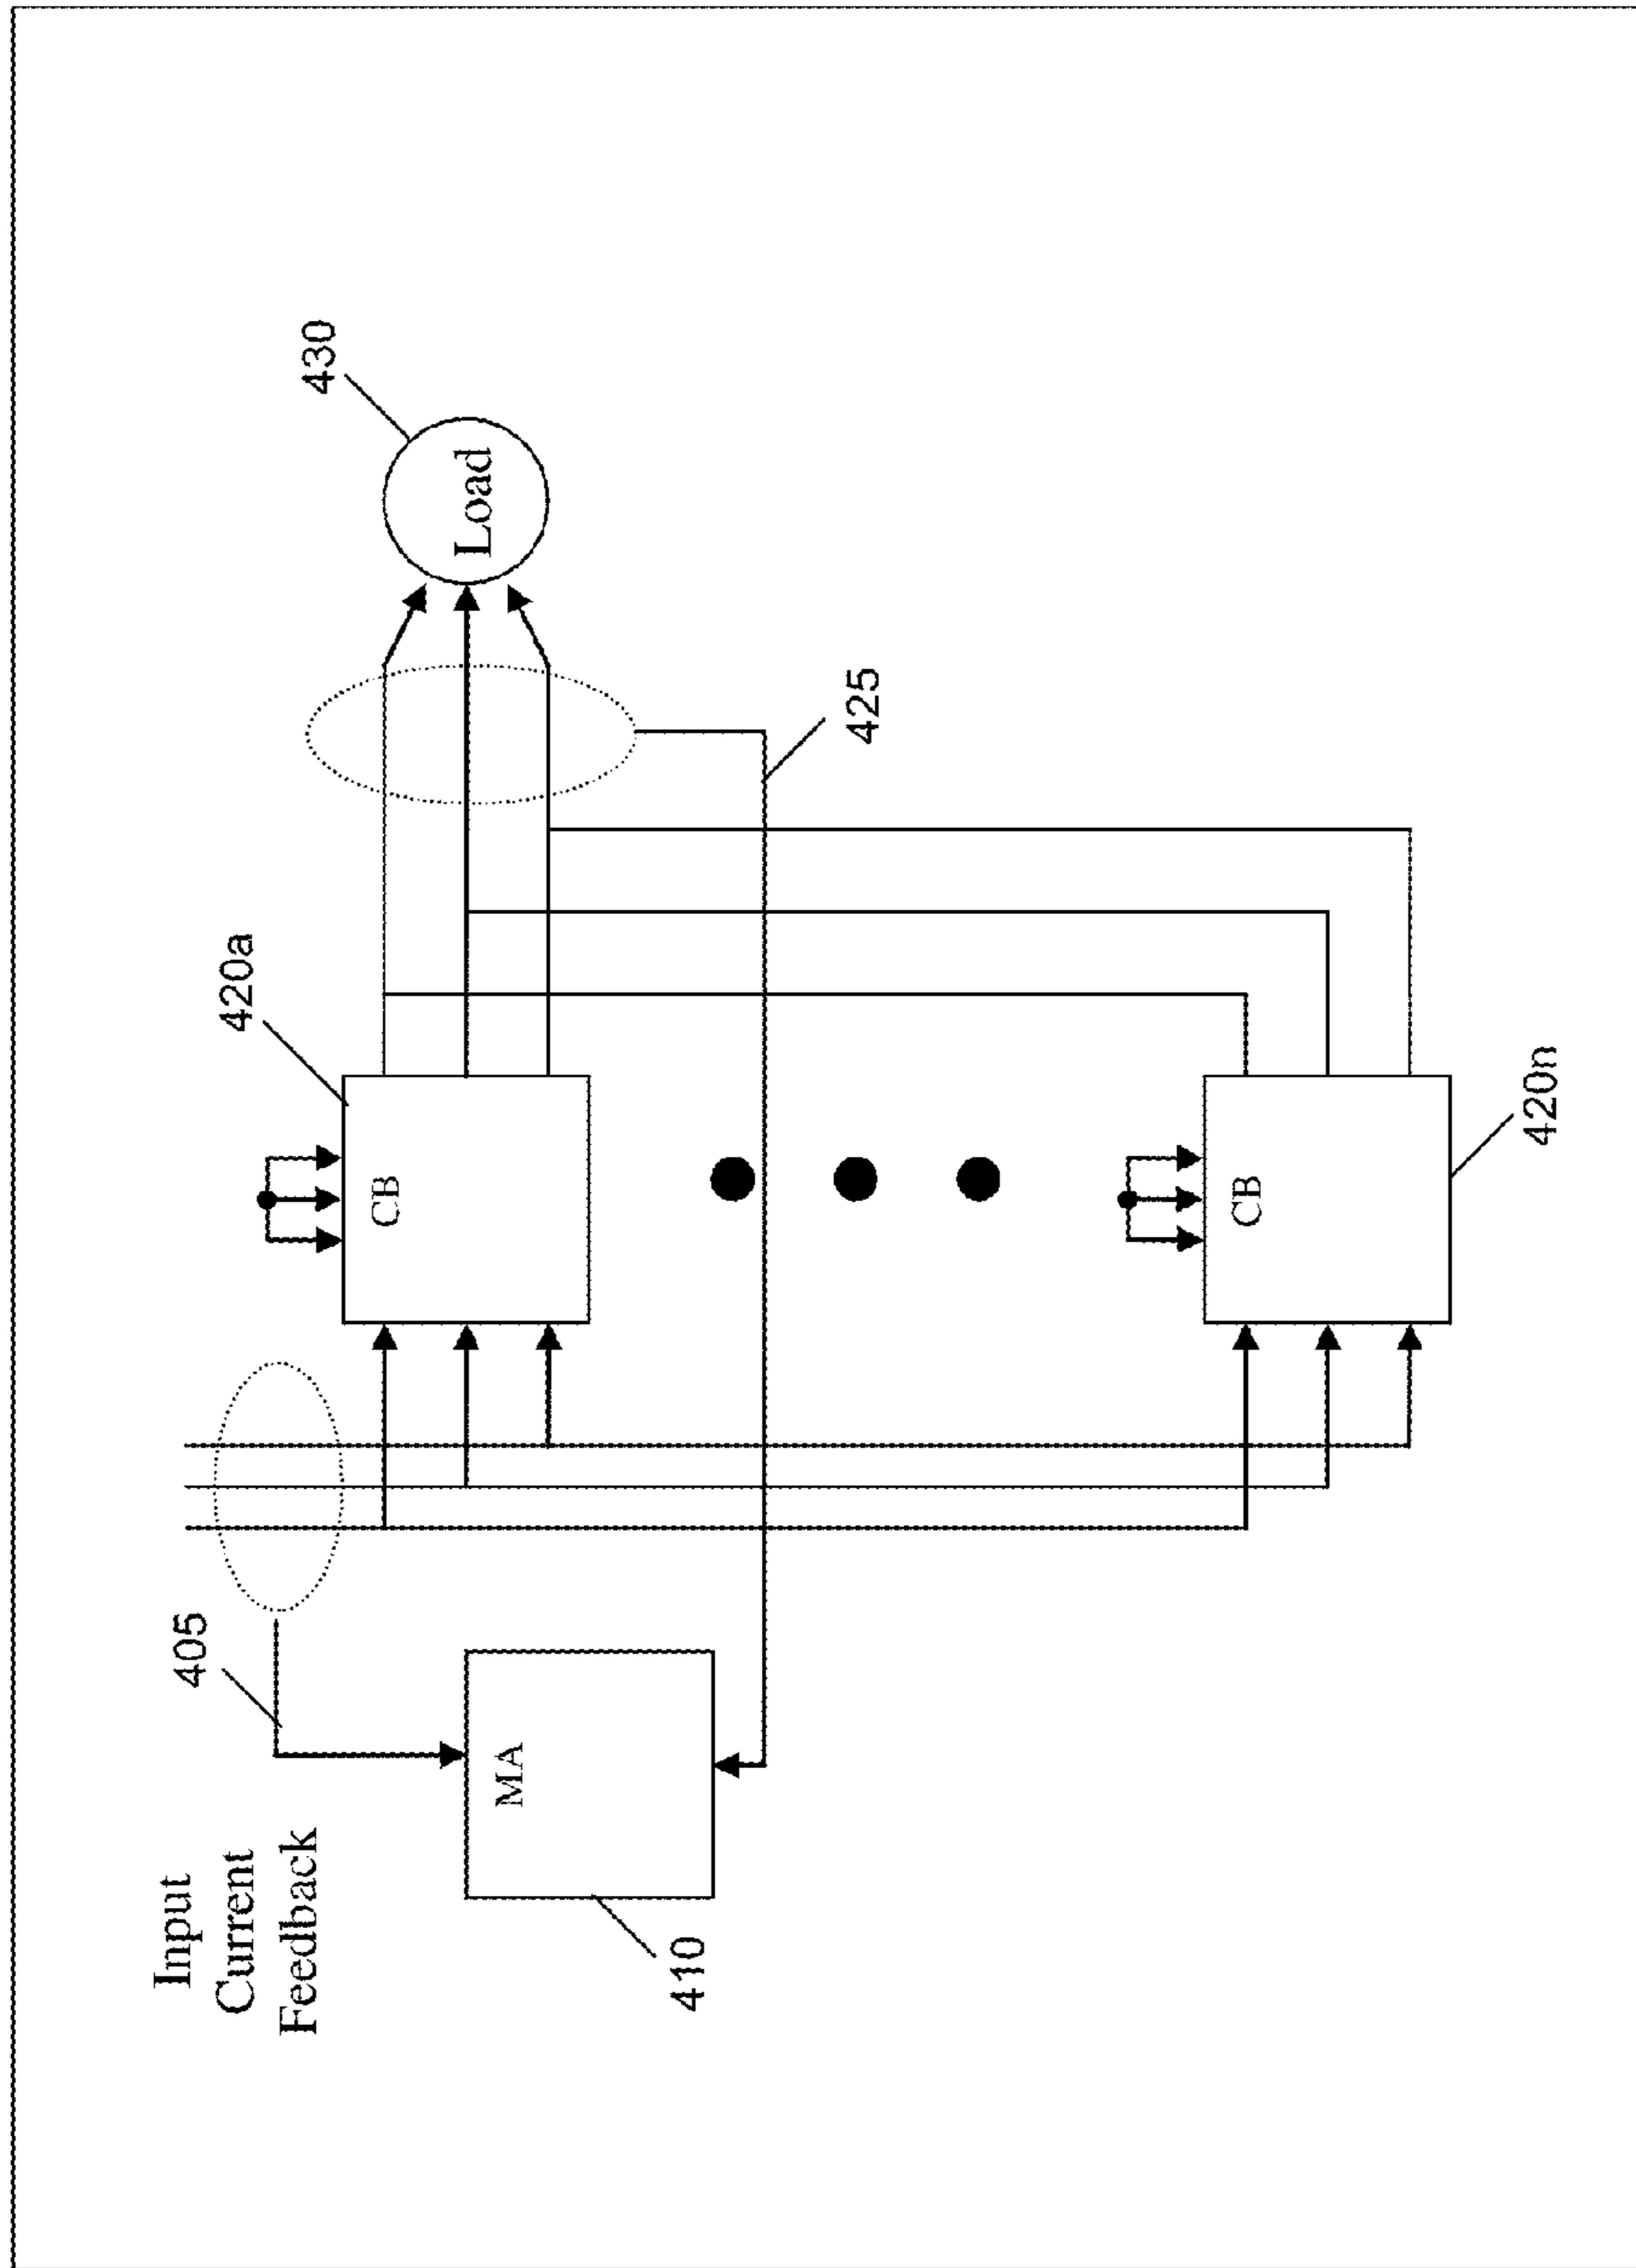 Input
Current
Feedback
405
410
MA
420a
CB
CB
420n
425
430
Load